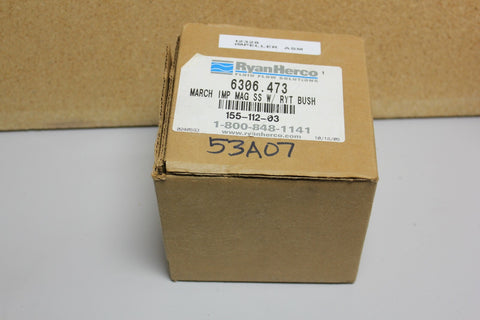 12328
IMPELLER ASM
RyanHerco
FLUID FLOW SOLUTIONS
6306.473
MARCH IMP MAG SS W/ RYT BUSH
155-112-03
1-800-848-1141
www.ryanherco.com
53A07